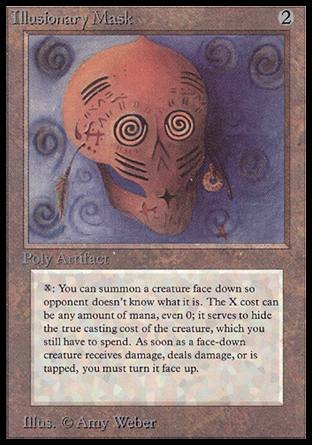 Illusionary Mask 2
Poly Artifact
X: You can summon a creature face down so
opponent doesn't know what it is. The X cost can
be any amount of mana, even 0; it serves to hide
the true casting cost of the creature, which you
still have to spend. As soon as a face-down
creature receives damage, deals damage, or is
tapped, you must turn it face up.
Illus. © Amy Weber